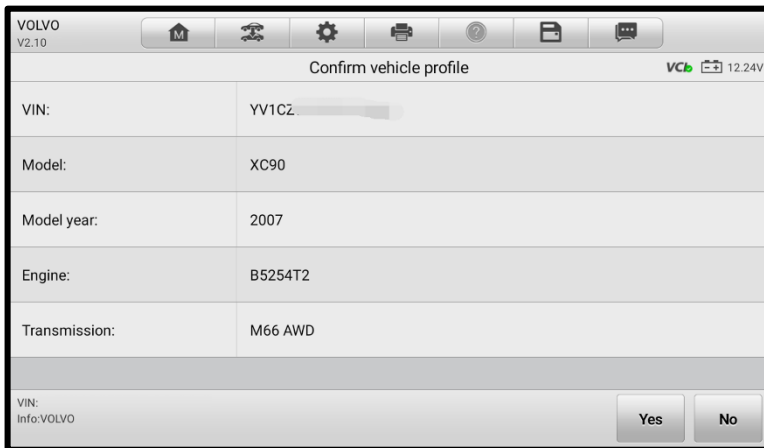 VOLVO
V2.10
M
Confirm vehicle profile
VCI 12.24V
VIN: YV1CZ
Model: XC90
Model year: 2007
Engine: B5254T2
Transmission: M66 AWD
VIN:
Info:VOLVO
Yes No